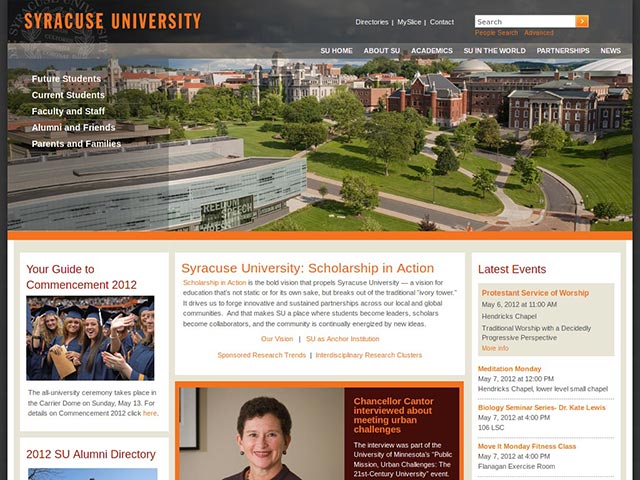 SYRACUSE UNIVERSITY
Directories | MySlice | Contact
Search
People Search Advanced
SU HOME ABOUT SU ACADEMICS SU IN THE WORLD PARTNERSHIPS NEWS
Future Students
Current Students
Faculty and Staff
Alumni and Friends
Parents and Families
Your Guide to
Commencement 2012
The all-university ceremony takes place in
the Carrier Dome on Sunday, May 13. For
details on Commencement 2012 click here.
2012 SU Alumni Directory
Syracuse University: Scholarship in Action
Scholarship in Action is the bold vision that propels Syracuse University — a vision for
education that's not static or for its own sake, but breaks out of the traditional "ivory tower."
It drives us to forge innovative and sustained partnerships across our local and global
communities. And that makes SU a place where students become leaders, scholars
become collaborators, and the community is continually energized by new ideas.
Our Vision | SU as Anchor Institution
Sponsored Research Trends | Interdisciplinary Research Clusters
Chancellor Cantor
interviewed about
meeting urban
challenges
The interview was part of the
University of Minnesota's "Public
Mission, Urban Challenges: The
21st-Century University" event.
Latest Events
Protestant Service of Worship
May 6, 2012 at 11:00 AM
Hendricks Chapel
Traditional Worship with a Decidedly
Progressive Perspective
More info
Meditation Monday
May 7, 2012 at 12:00 PM
Hendricks Chapel, lower level small chapel
Biology Seminar Series- Dr. Kate Lewis
May 7, 2012 at 4:00 PM
106 LSC
Move It Monday Fitness Class
May 7, 2012 at 4:00 PM
Flanagan Exercise Room